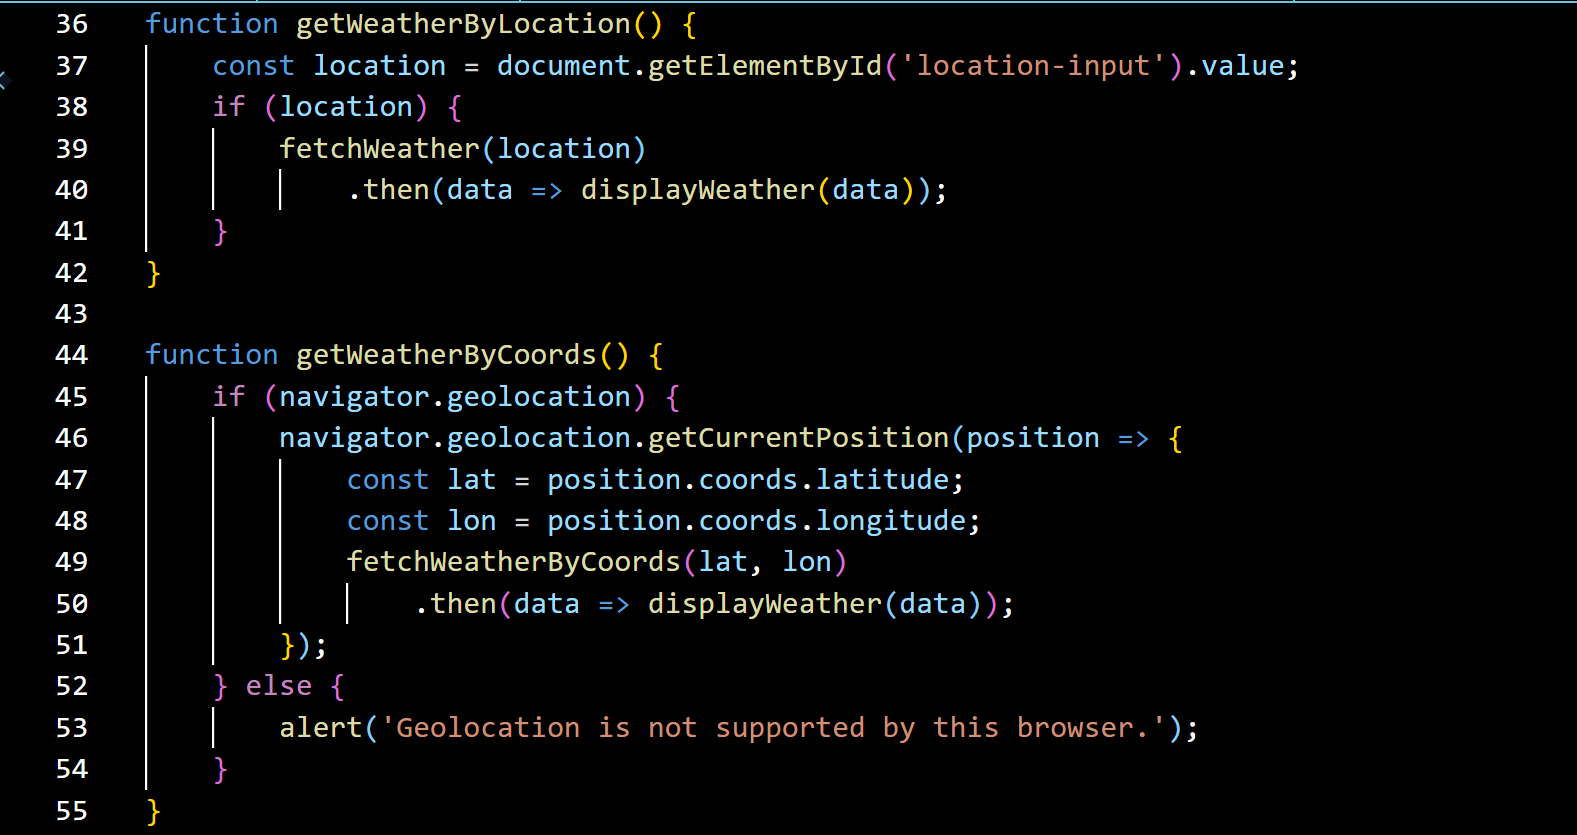 36 function getWeatherByLocation() {
37 const location = document.getElementById('location-input').value;
38 if (location) {
39 fetchWeather(location)
40 .then(data => displayWeather(data));
41 }
42 }
43
44 function getWeatherByCoords() {
45 if (navigator.geolocation) {
46 navigator.geolocation.getCurrentPosition(position => {
47 const lat = position.coords.latitude;
48 const lon = position.coords.longitude;
49 fetchWeatherByCoords(lat, lon)
50 .then(data => displayWeather(data));
51 });
52 } else {
53 alert('Geolocation is not supported by this browser.');
54 }
55 }